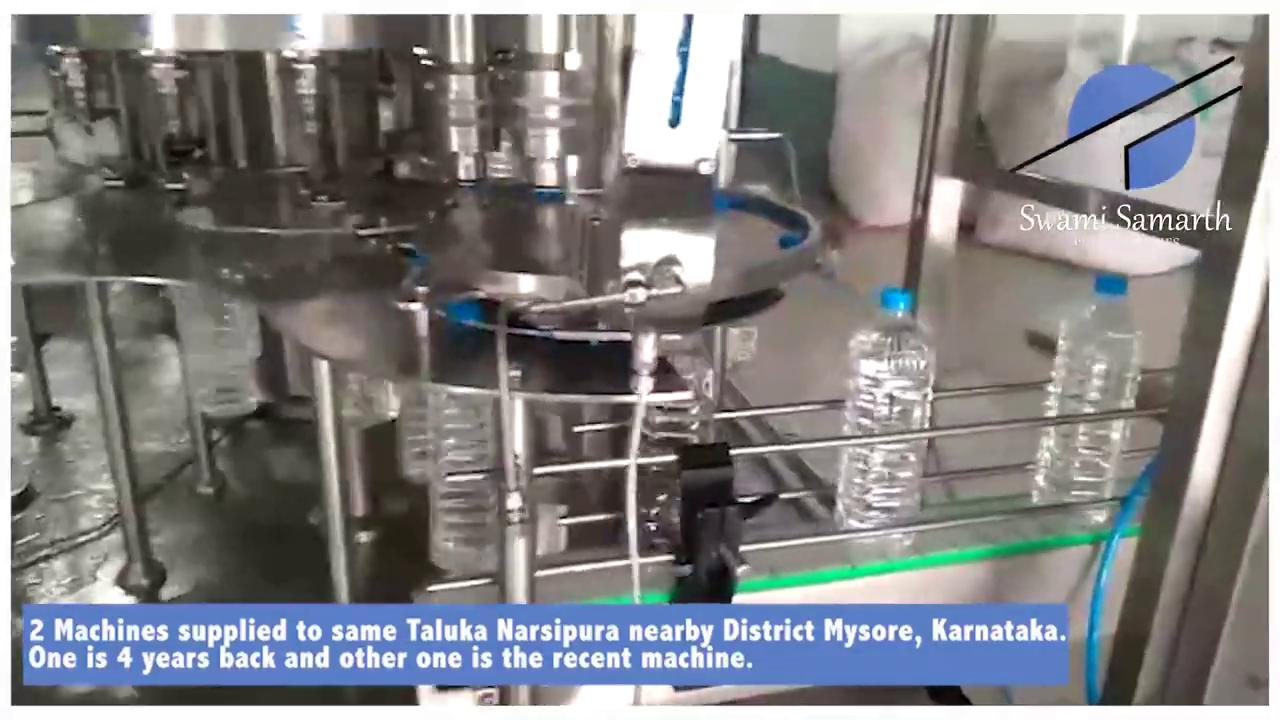 Swami Samarth
2 Machines supplied to same Taluka Narsipura nearby District Mysore, Karnataka.
One is 4 years back and other one is the recent machine.